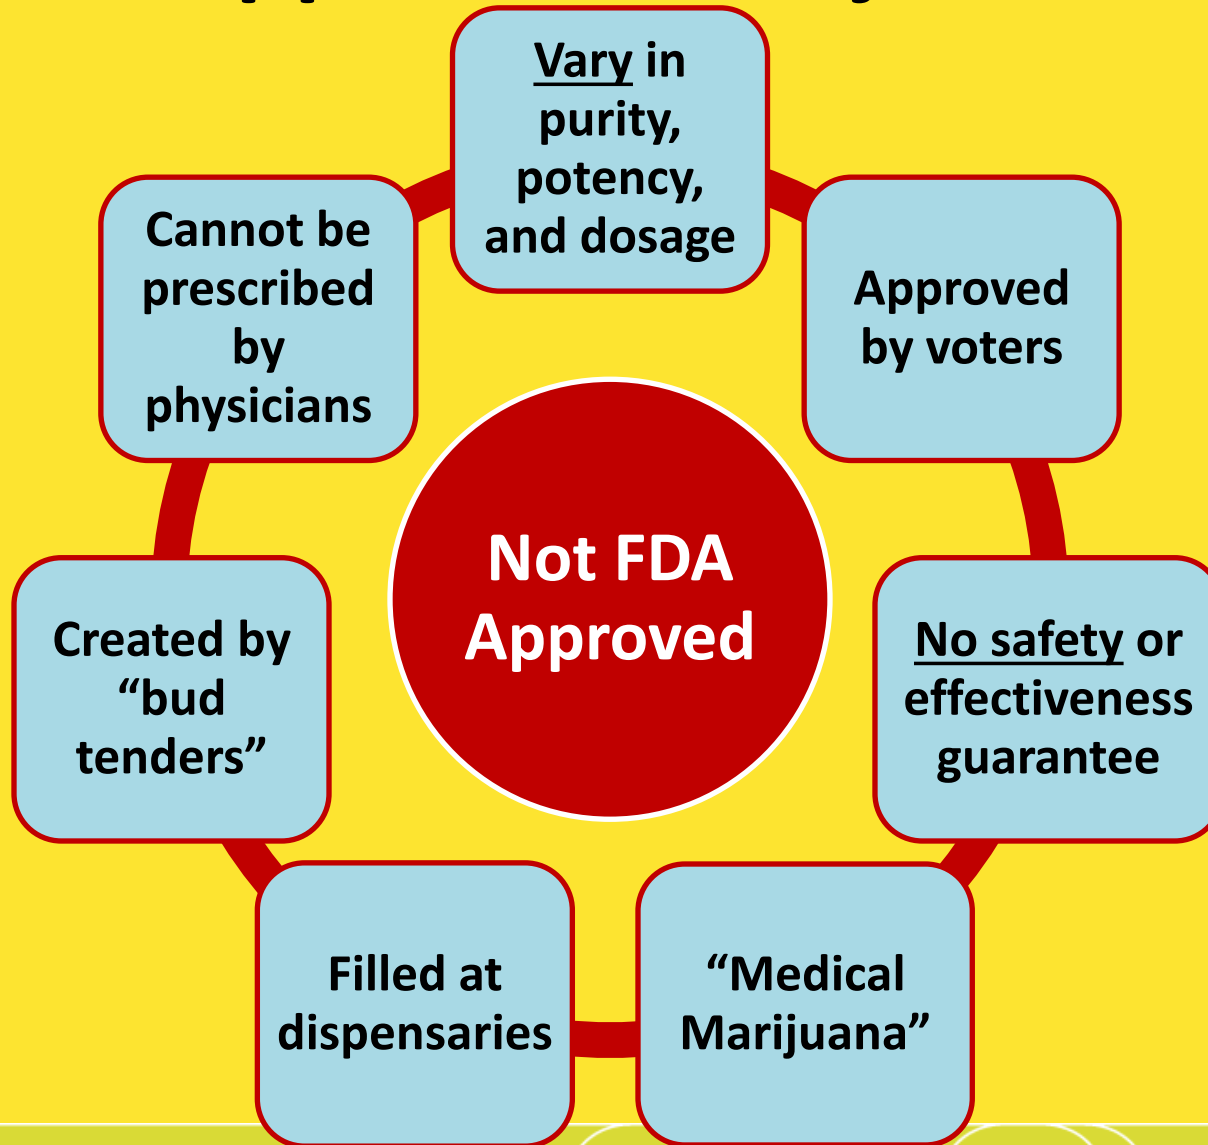 Vary in
purity,
potency,
and dosage
Approved
by voters
No safety or
effectiveness
guarantee
“Medical
Marijuana”
Filled at
dispensaries
Created by
“bud
tenders”
Cannot be
prescribed
by
physicians
Not FDA
Approved